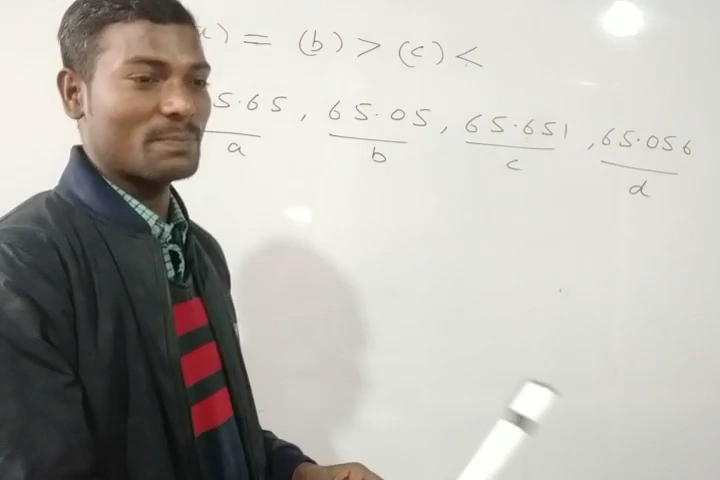 ) = (b) > (c) <
5.65, 65.05, 65.651, 65.056
a b c d